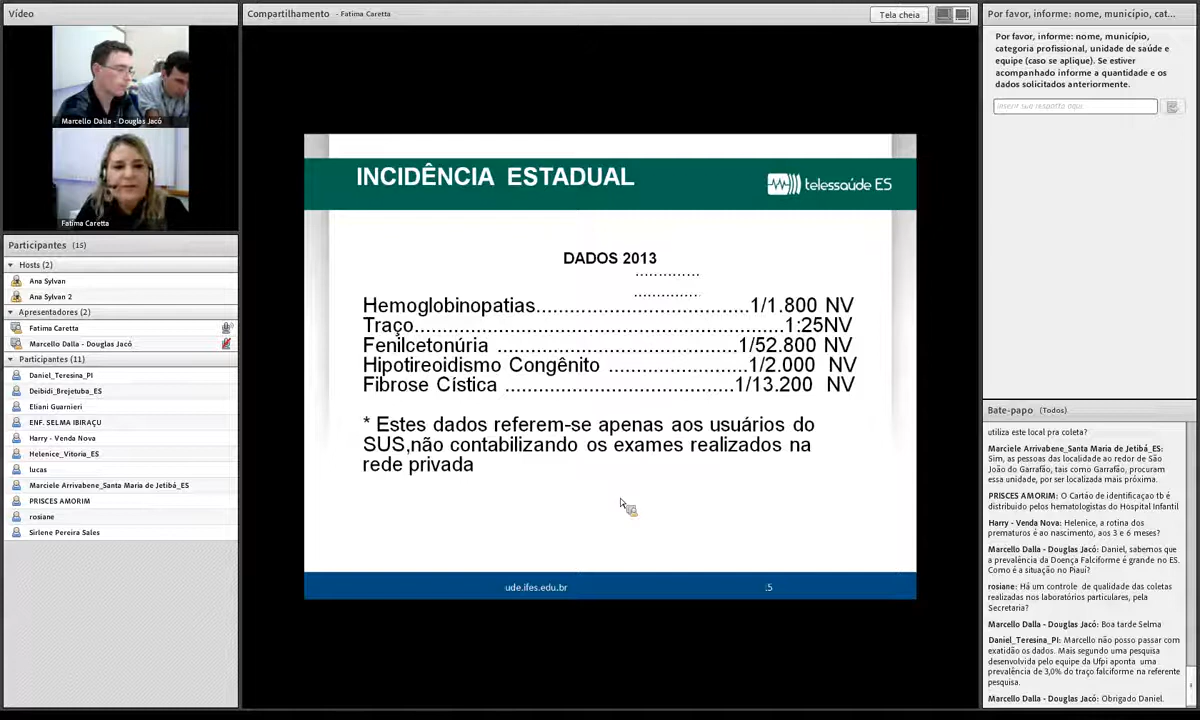 Vídeo
Marcello Dalla - Douglas Jacó
Fatima Caretta
Participantes (15)
Hosts (2)
Ana Sylvan
Ana Sylvan 2
Apresentadores (2)
Fatima Caretta
Marcello Dalla - Douglas Jacó
Participantes (11)
Daniel_Teresina_PI
Deibidi_Brejetuba_ES
Eliani Guarnieri
ENF. SELMA IBIRAÇU
Harry - Venda Nova
Helenice_Vitoria_ES
lucas
Marciele Arrivabene_Santa Maria de Jetibá_ES
PRISCES AMORIM
rosiane
Sirlene Pereira Sales
Compartilhamento - Fatima Caretta
Tela cheia
INCIDÊNCIA ESTADUAL
telessaúde ES
DADOS 2013
Hemoglobinopatias...................................1/1.800 NV
Traço............................................................1:25NV
Fenilcetonúria .......................................1/52.800 NV
Hipotireoidismo Congênito ......................1/2.000 NV
Fibrose Cística .....................................1/13.200 NV
* Estes dados referem-se apenas aos usuários do
SUS,não contabilizando os exames realizados na
rede privada
ude.ifes.edu.br
:5
Por favor, informe: nome, município, cat...
Por favor, informe: nome, município,
categoria profissional, unidade de saúde e
equipe (caso se aplique). Se estiver
acompanhado informe a quantidade e os
dados solicitados anteriormente.
Inserir sua resposta aqui
Bate-papo (Todos)
utiliza este local pra coleta?
Marciele Arrivabene_Santa Maria de Jetibá_ES:
Sim, as pessoas das localidade ao redor de São
João do Garrafão, tais como Garrafão, procuram
essa unidade, por ser localizada mais próxima.
PRISCES AMORIM: O Cartão de identificaçao tb é
distribuido pelos hematologistas do Hospital Infantil
Harry - Venda Nova: Helenice, a rotina dos
prematuros é ao nascimento, aos 3 e 6 meses?
Marcello Dalla - Douglas Jacó: Daniel, sabemos que
a prevalência da Doença Falciforme é grande no ES.
Como é a situação no Piauí?
rosiane: Há um controle de qualidade das coletas
realizadas nos laboratórios particulares, pela
Secretaria?
Marcello Dalla - Douglas Jacó: Boa tarde Selma
Daniel_Teresina_PI: Marcello não posso passar com
exatidão os dados. Mais segundo uma pesquisa
desenvolvida pelo equipe da Ufpi aponta uma
prevalência de 3,0% do traço falciforme na referente
pesquisa.
Marcello Dalla - Douglas Jacó: Obrigado Daniel.